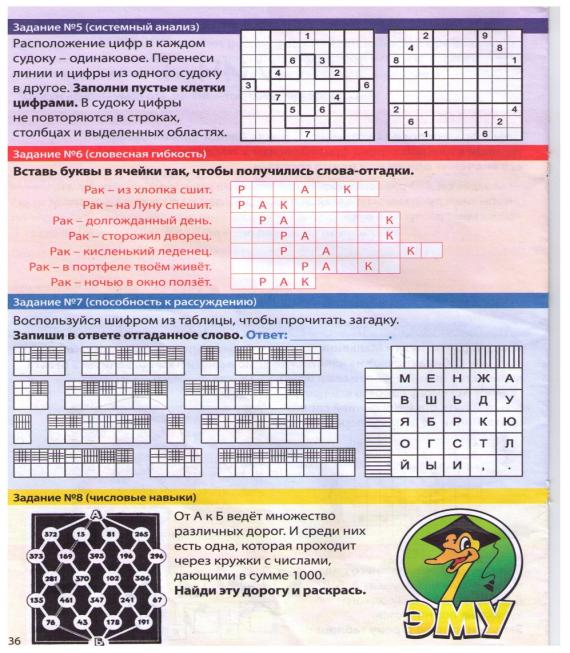 Задание №5 (системный анализ)
Расположение цифр в каждом
судоку – одинаковое. Перенеси
линии и цифры из одного судоку
в другое. Заполни пустые клетки
цифрами. В судоку цифры
не повторяются в строках,
столбцах и выделенных областях.
1
6 3
4 2
3 6
7 4
5 6
7
2 9
4 8
8 1
2 4
6 2
1 6
Задание №6 (словесная гибкость)
Вставь буквы в ячейки так, чтобы получились слова-отгадки.
Рак – из хлопка сшит. Р А К
Рак – на Луну спешит. Р А К
Рак – долгожданный день. Р А К
Рак – сторожил дворец. Р А К
Рак – кисленький леденец. Р А К
Рак – в портфеле твоём живёт. Р А К
Рак – ночью в окно ползёт. Р А К
Задание №7 (способность к рассуждению)
Воспользуйся шифром из таблицы, чтобы прочитать загадку.
Запиши в ответе отгаданное слово. Ответ: ______________.
М Е Н Ж А
В Ш Ь Д У
Я Б Р К Ю
О Г С Т Л
Й Ы И , .
Задание №8 (числовые навыки)
А
372 13 81 265
373 169 393 196 296
281 370 102 306
135 461 347 241 67
76 43 178 191
Б
От А к Б ведёт множество
различных дорог. И среди них
есть одна, которая проходит
через кружки с числами,
дающими в сумме 1000.
Найди эту дорогу и раскрась.
ЭМУ
36